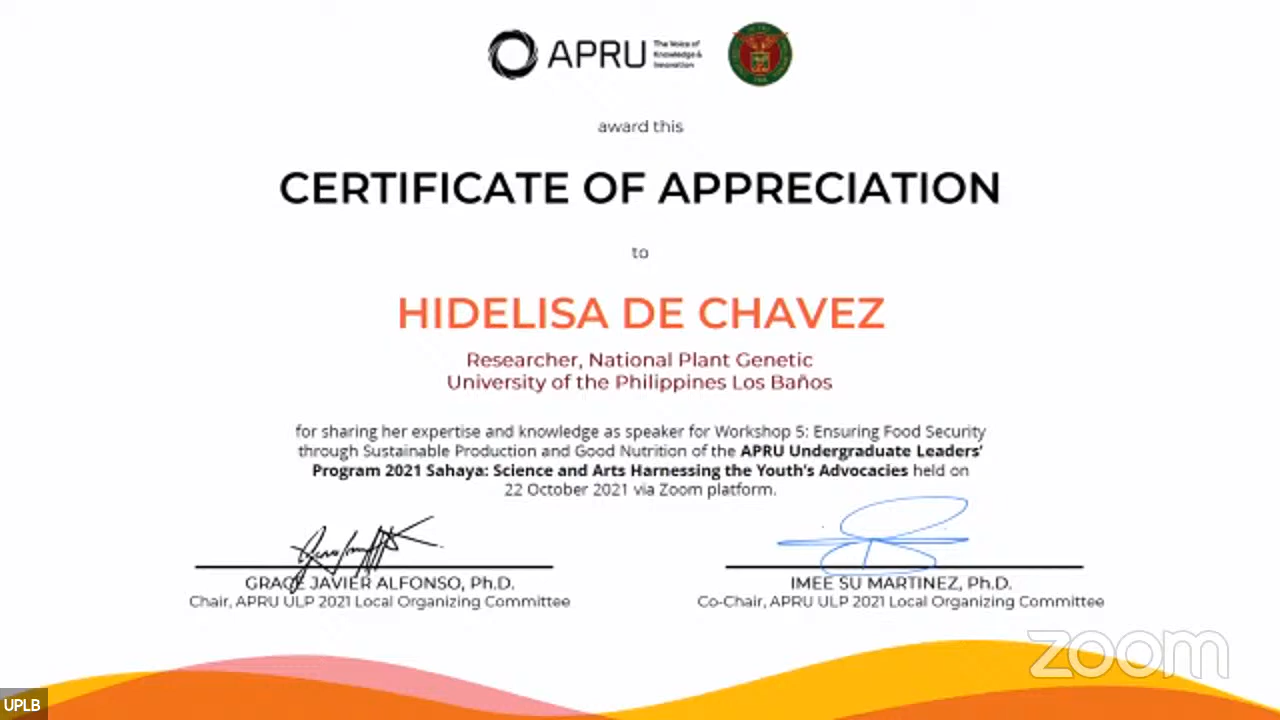 APRU The Voice of
Knowledge &
Innovation
award this
CERTIFICATE OF APPRECIATION
to
HIDELISA DE CHAVEZ
Researcher, National Plant Genetic
University of the Philippines Los Baños
for sharing her expertise and knowledge as speaker for Workshop 5: Ensuring Food Security
through Sustainable Production and Good Nutrition of the APRU Undergraduate Leaders'
Program 2021 Sahaya: Science and Arts Harnessing the Youth's Advocacies held on
22 October 2021 via Zoom platform.
GRACE JAVIER ALFONSO, Ph.D.
Chair, APRU ULP 2021 Local Organizing Committee
IMEE SU MARTINEZ, Ph.D.
Co-Chair, APRU ULP 2021 Local Organizing Committee
zoom
UPLB